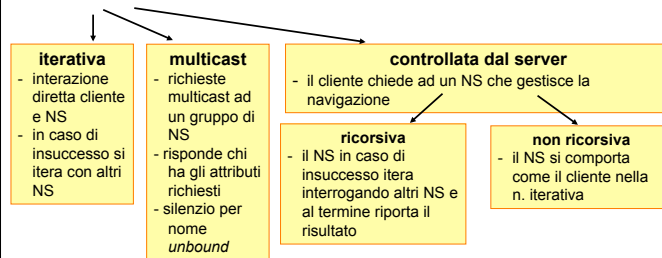 iterativa
- interazione
diretta cliente
e NS
- in caso di
insuccesso si
itera con altri
NS
multicast
- richieste
multicast ad
un gruppo di
NS
- risponde chi
ha gli attributi
richiesti
- silenzio per
nome
unbound
controllata dal server
- il cliente chiede ad un NS che gestisce la
navigazione
ricorsiva
- il NS in caso di
insuccesso itera
interrogando altri NS e
al termine riporta il
risultato
non ricorsiva
- il NS si comporta
come il cliente nella
n. iterativa